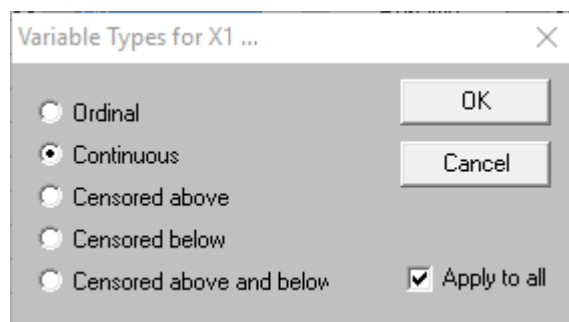 Variable Types for X1 ...
Ordinal
Continuous
Censored above
Censored below
Censored above and below
OK
Cancel
Apply to all